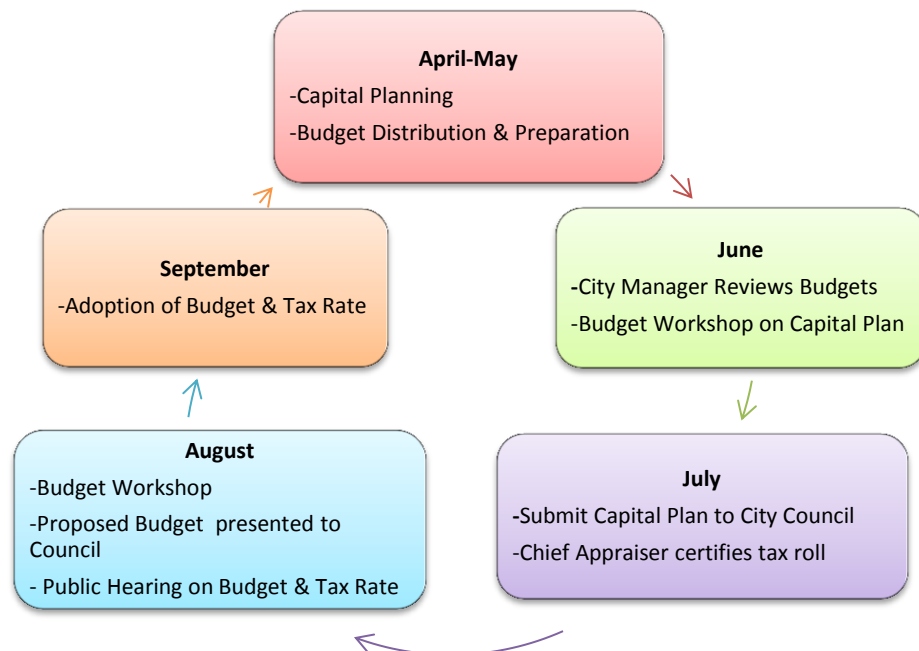 April-May
-Capital Planning
-Budget Distribution & Preparation
June
-City Manager Reviews Budgets
-Budget Workshop on Capital Plan
July
-Submit Capital Plan to City Council
-Chief Appraiser certifies tax roll
August
-Budget Workshop
-Proposed Budget  presented to
Council
- Public Hearing on Budget & Tax Rate
September
-Adoption of Budget & Tax Rate